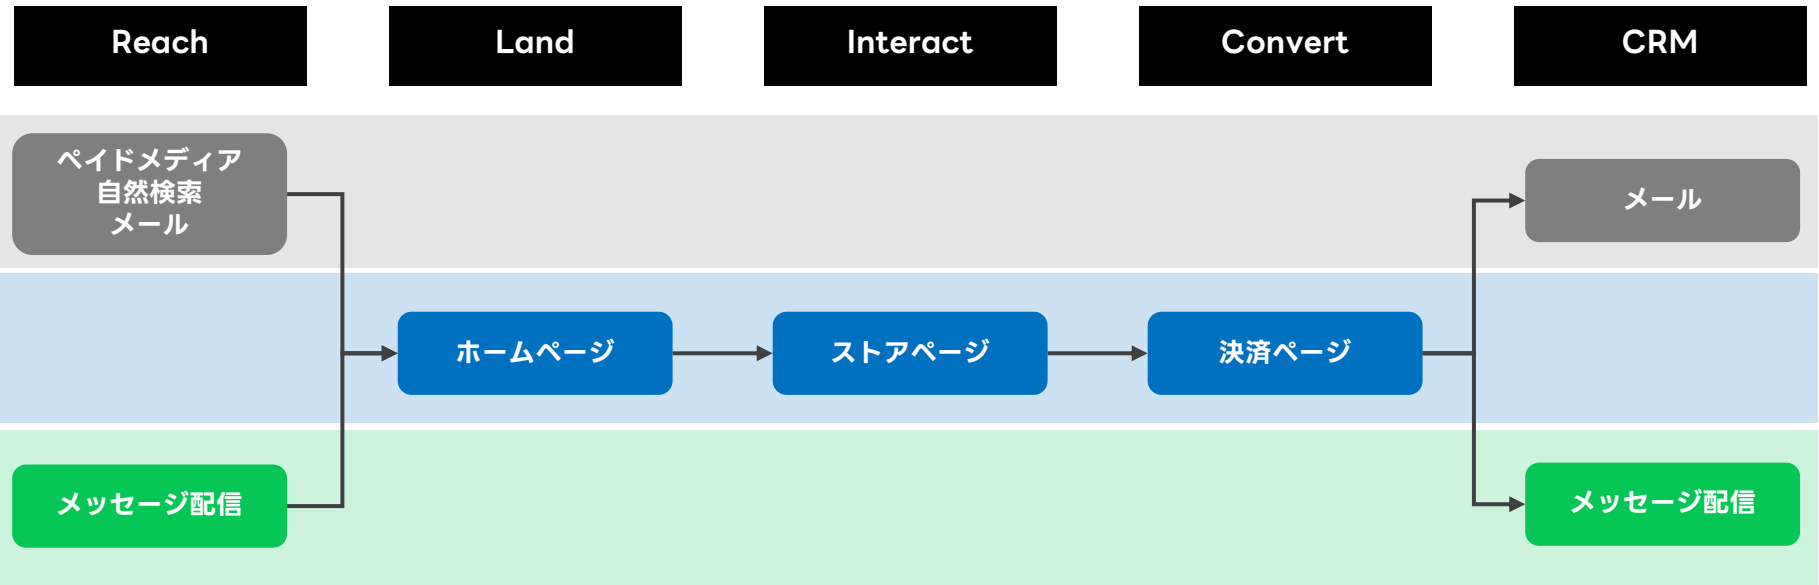 Reach
Land
Interact
Convert
CRM
ペイドメディア
自然検索
メール
メール
ホームページ
ストアページ
決済ページ
メッセージ配信
メッセージ配信